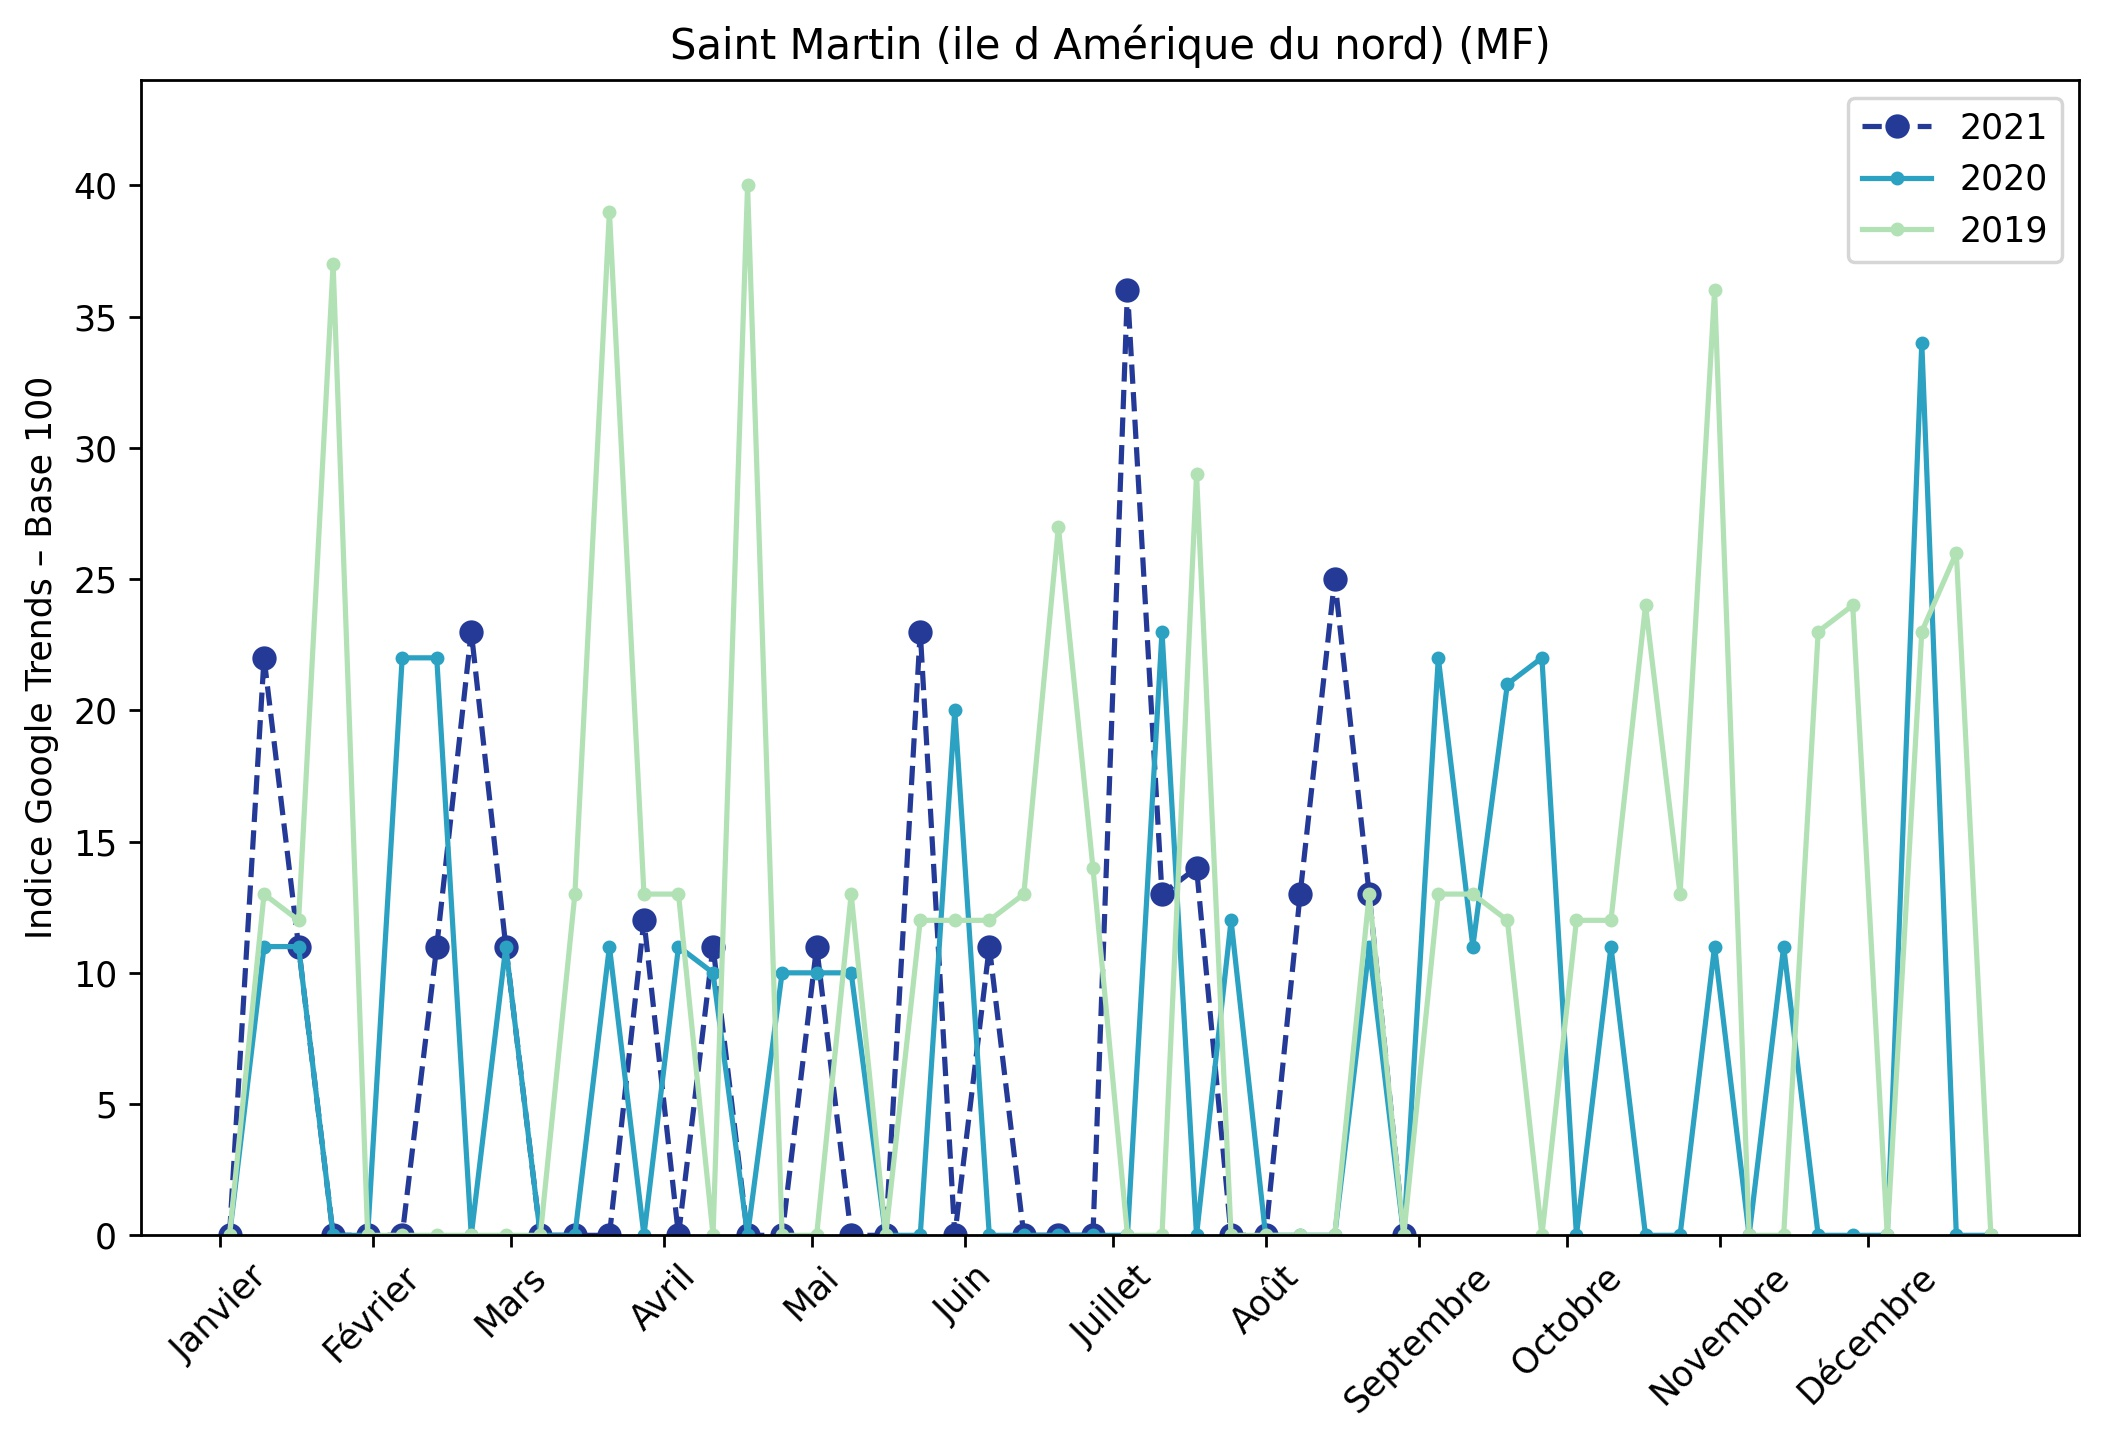 Saint Martin (ile d Amérique du nord) (MF)
2021
2020
2019
Indice Google Trends – Base 100
40
35
30
25
20
15
10
5
0
Janvier
Février
Mars
Avril
Mai
Juin
Juillet
Août
Septembre
Octobre
Novembre
Décembre